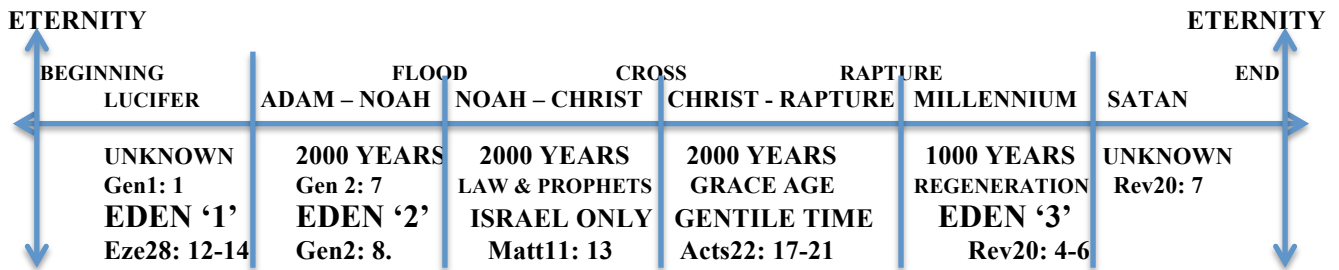 ETERNITY ETERNITY
BEGINNING FLOOD CROSS RAPTURE END
LUCIFER ADAM – NOAH NOAH – CHRIST CHRIST - RAPTURE MILLENNIUM SATAN
UNKNOWN 2000 YEARS 2000 YEARS 2000 YEARS 1000 YEARS UNKNOWN
Gen1: 1 Gen 2: 7 LAW & PROPHETS GRACE AGE REGENERATION Rev20: 7
EDEN ‘1’ EDEN ‘2’ ISRAEL ONLY GENTILE TIME EDEN ‘3’
Eze28: 12-14 Gen2: 8. Matt11: 13 Acts22: 17-21 Rev20: 4-6